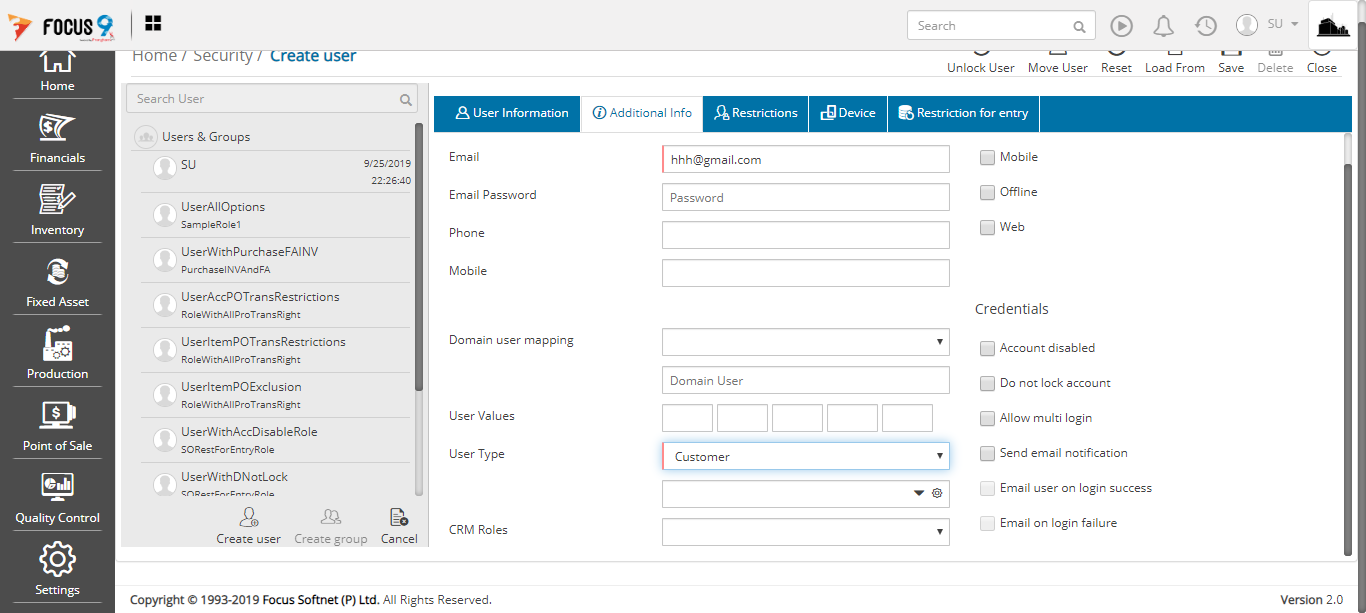 FOCUS 9
Search
SU
Home / Security / Create user
Unlock User
Move User
Reset
Load From
Save
Delete
Close
Home
Financials
Inventory
Fixed Asset
Production
Point of Sale
Quality Control
Settings
Search User
Users & Groups
SU
9/25/2019
22:26:40
UserAllOptions
SampleRole1
UserWithPurchaseFAINV
PurchaseINVAndFA
UserAccPOTransRestrictions
RoleWithAllProTransRight
UserItemPOTransRestrictions
RoleWithAllProTransRight
UserItemPOExclusion
RoleWithAllProTransRight
UserWithAccDisableRole
SORestForEntryRole
UserWithDNotLock
SORestForEntryRole
Create user
Create group
Cancel
User Information
Additional Info
Restrictions
Device
Restriction for entry
Email
hhh@gmail.com
Email Password
Password
Phone
Mobile
Domain user mapping
Domain User
User Values
User Type
Customer
CRM Roles
Mobile
Offline
Web
Credentials
Account disabled
Do not lock account
Allow multi login
Send email notification
Email user on login success
Email on login failure
Copyright © 1993-2019 Focus Softnet (P) Ltd. All Rights Reserved.
Version 2.0